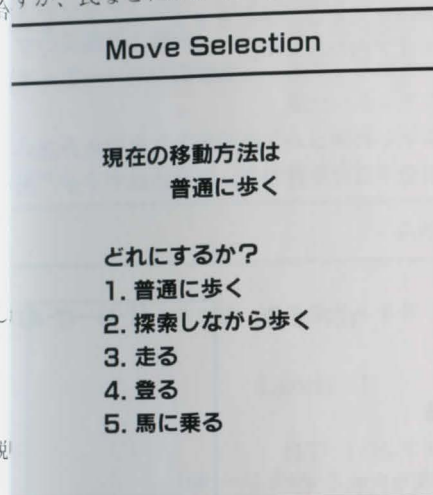 Move Selection
現在の移動方法は
普通に歩く
どれにするか?
1. 普通に歩く
2. 探索しながら歩く
3. 走る
4. 登る
5. 馬に乗る